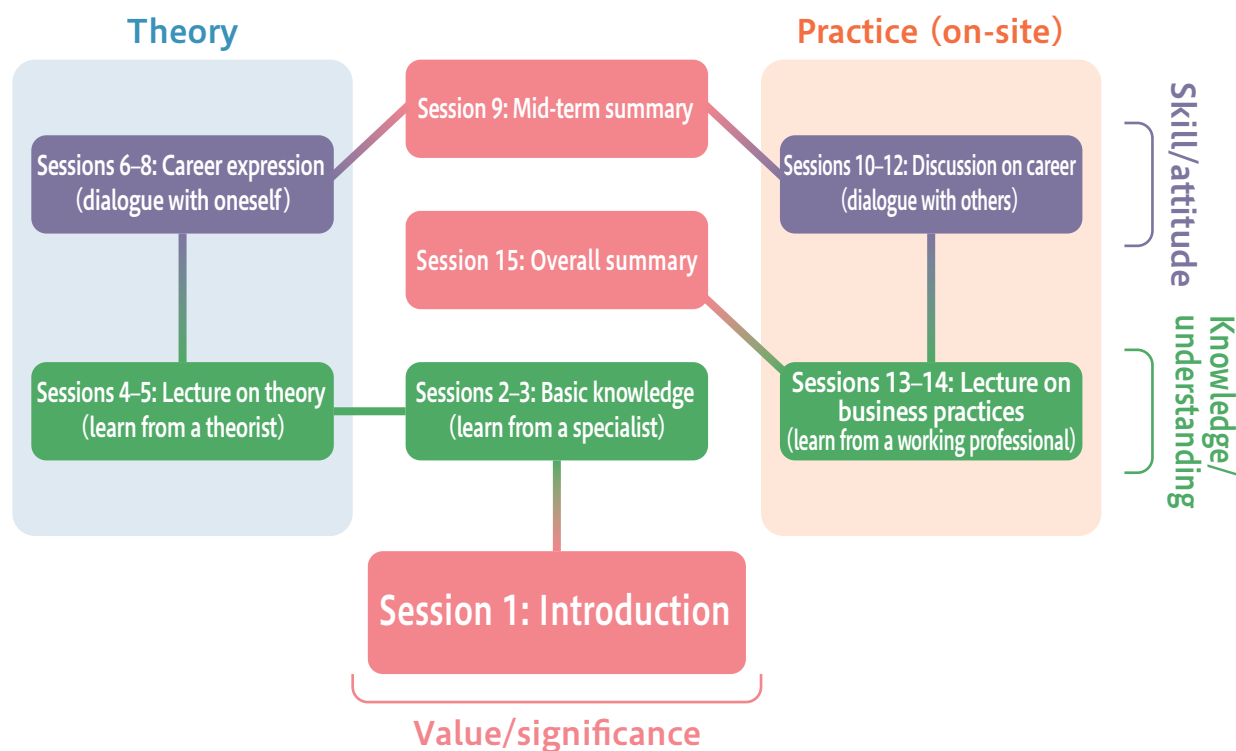 Theory
Practice (on-site)
Session 9: Mid-term summary
Sessions 6–8: Career expression
(dialogue with oneself)
Sessions 10–12: Discussion on career
(dialogue with others)
Skill/attitude
Session 15: Overall summary
Sessions 4–5: Lecture on theory
(learn from a theorist)
Sessions 2–3: Basic knowledge
(learn from a specialist)
Sessions 13–14: Lecture on
business practices
(learn from a working professional)
Knowledge/
understanding
Session 1: Introduction
Value/significance